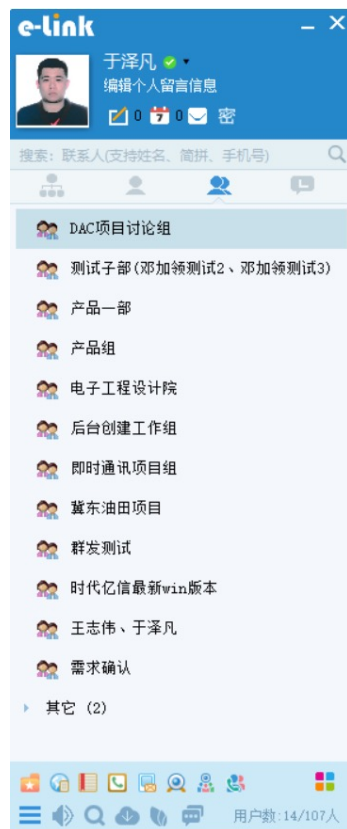 e-Link
于泽凡
编辑个人留言信息
0 7 0 密
搜索：联系人(支持姓名、简拼、手机号)
DAC项目讨论组
测试子部(邓加领测试2、邓加领测试3)
产品一部
产品组
电子工程设计院
后台创建工作组
即时通讯项目组
冀东油田项目
群发测试
时代亿信最新win版本
王志伟、于泽凡
需求确认
其它 (2)
用户数:14/107人